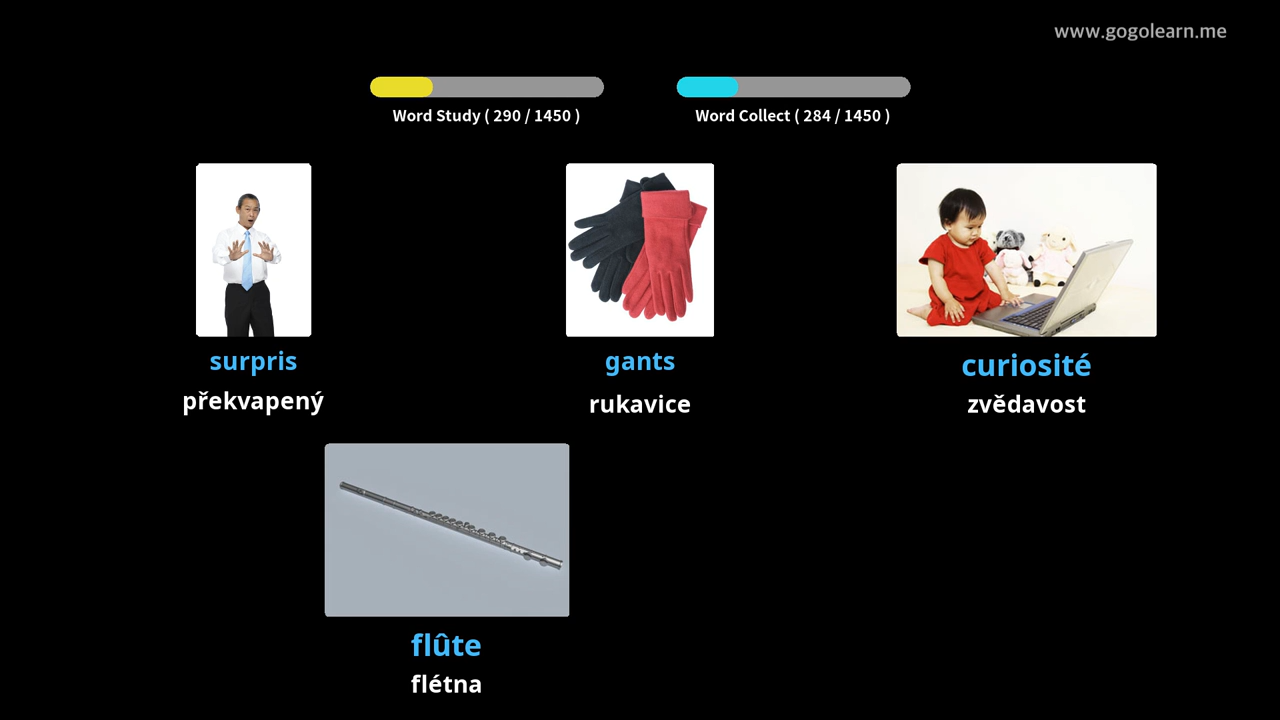 www.gogolearn.me
Word Study ( 290 / 1450 )
Word Collect ( 284 / 1450 )
surpris
gants
curiosité
překvapený
rukavice
zvědavost
flûte
flétna